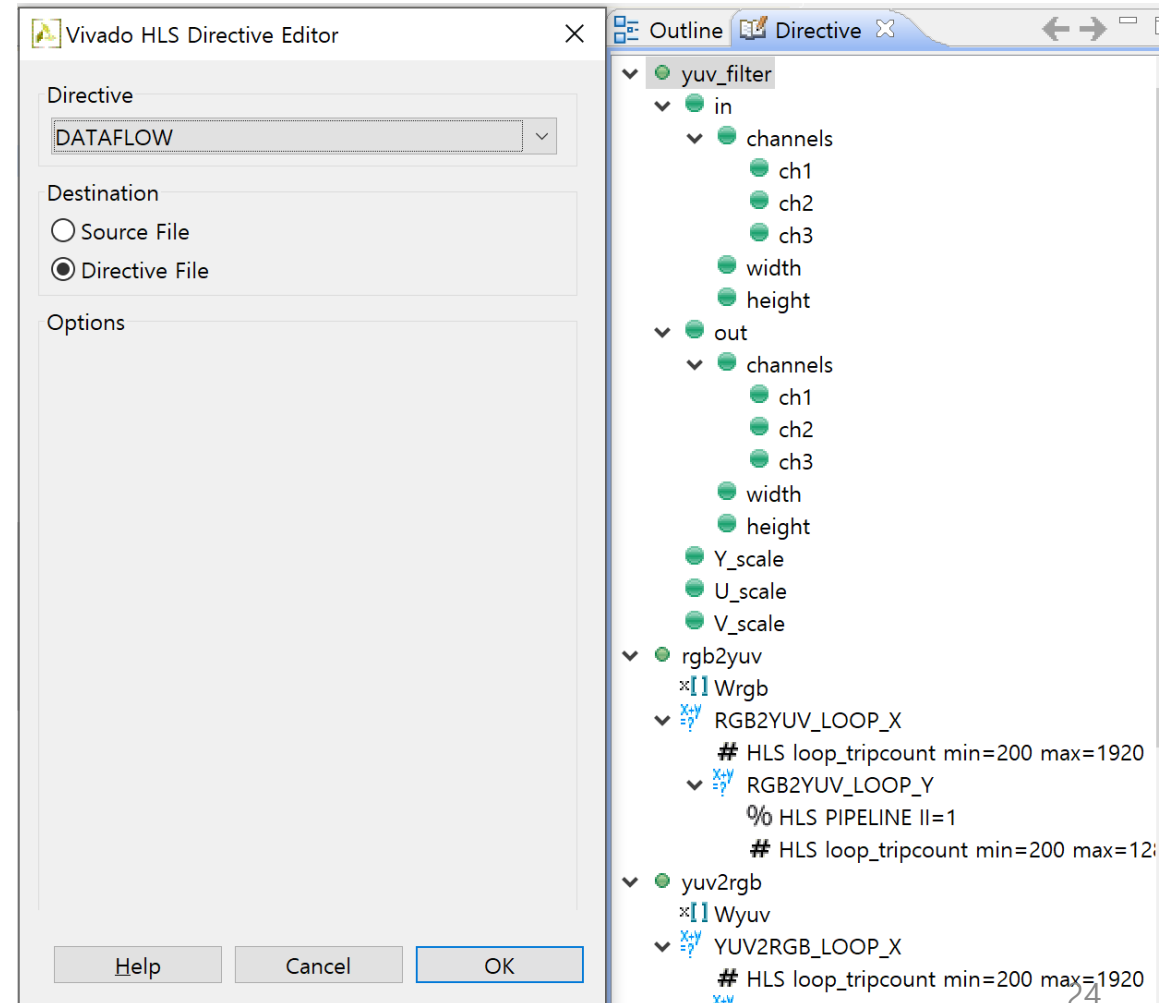 Vivado HLS Directive Editor
Directive
DATAFLOW
Destination
Source File
Directive File
Options
Help
Cancel
OK
Outline
Directive
yuv_filter
in
channels
ch1
ch2
ch3
width
height
out
channels
ch1
ch2
ch3
width
height
Y_scale
U_scale
V_scale
rgb2yuv
x[] Wrgb
X+Y=? RGB2YUV_LOOP_X
# HLS loop_tripcount min=200 max=1920
X+Y=? RGB2YUV_LOOP_Y
% HLS PIPELINE II=1
# HLS loop_tripcount min=200 max=12
yuv2rgb
x[] Wyuv
X+Y=? YUV2RGB_LOOP_X
# HLS loop_tripcount min=200 max=1920
24